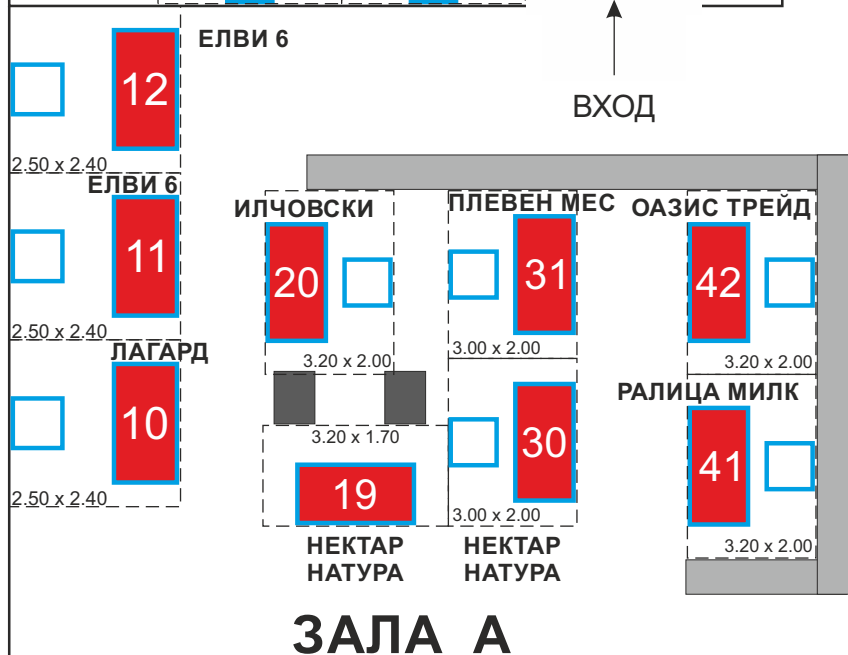 ЕЛВИ 6
12
ВХОД
2.50 x 2.40
ЕЛВИ 6
11
2.50 x 2.40
ЛАГАРД
10
2.50 x 2.40
ИЛЧОВСКИ
20
3.20 x 2.00
3.20 x 1.70
19
НЕКТАР
НАТУРА
ПЛЕВЕН МЕС
31
3.00 x 2.00
30
3.00 x 2.00
НЕКТАР
НАТУРА
ОАЗИС ТРЕЙД
42
3.20 x 2.00
РАЛИЦА МИЛК
41
3.20 x 2.00
ЗАЛА А